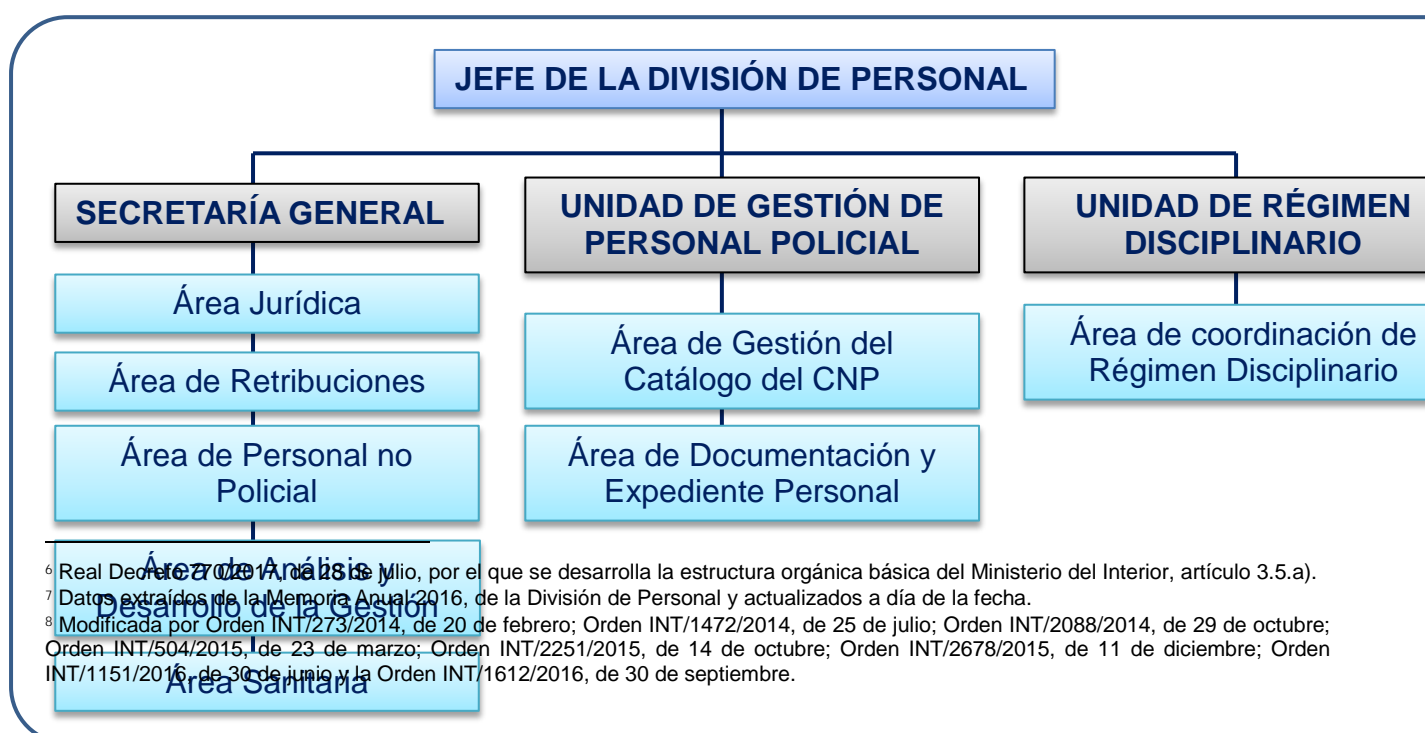 JEFE DE LA DIVISIÓN DE PERSONAL
SECRETARÍA GENERAL
Área Jurídica
Área de Retribuciones
Área de Personal no
Policial
Área de Análisis y
Desarrollo de la Gestión
Área Sanitaria
UNIDAD DE GESTIÓN DE
PERSONAL POLICIAL
Área de Gestión del
Catálogo del CNP
Área de Documentación y
Expediente Personal
UNIDAD DE RÉGIMEN
DISCIPLINARIO
Área de coordinación de
Régimen Disciplinario
6 Real Decreto 770/2017, de 28 de julio, por el que se desarrolla la estructura orgánica básica del Ministerio del Interior, artículo 3.5.a).
7 Datos extraídos de la Memoria Anual 2016, de la División de Personal y actualizados a día de la fecha.
8 Modificada por Orden INT/273/2014, de 20 de febrero; Orden INT/1472/2014, de 25 de julio; Orden INT/2088/2014, de 29 de octubre;
Orden INT/504/2015, de 23 de marzo; Orden INT/2251/2015, de 14 de octubre; Orden INT/2678/2015, de 11 de diciembre; Orden
INT/1151/2016, de 30 de junio y la Orden INT/1612/2016, de 30 de septiembre.